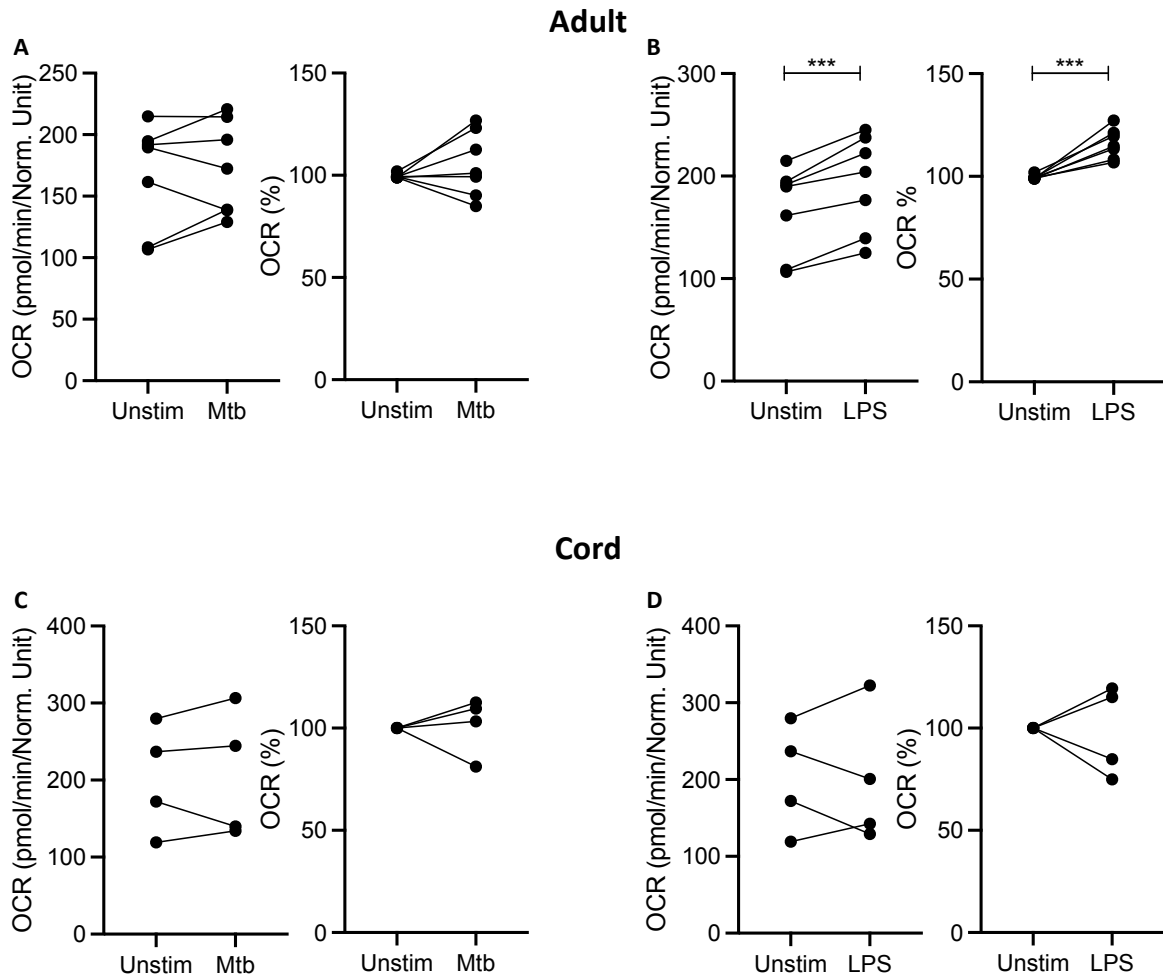 Adult
A
OCR (pmol/min/Norm. Unit)
250
200
150
100
50
0
Unstim Mtb
OCR (%)
150
100
50
0
Unstim Mtb
B
OCR (pmol/min/Norm. Unit)
300
200
100
0
***
Unstim LPS
OCR %
150
100
50
0
***
Unstim LPS
Cord
C
OCR (pmol/min/Norm. Unit)
400
300
200
100
0
Unstim Mtb
OCR (%)
150
100
50
0
Unstim Mtb
D
OCR (pmol/min/Norm. Unit)
400
300
200
100
0
Unstim LPS
OCR (%)
150
100
50
0
Unstim LPS